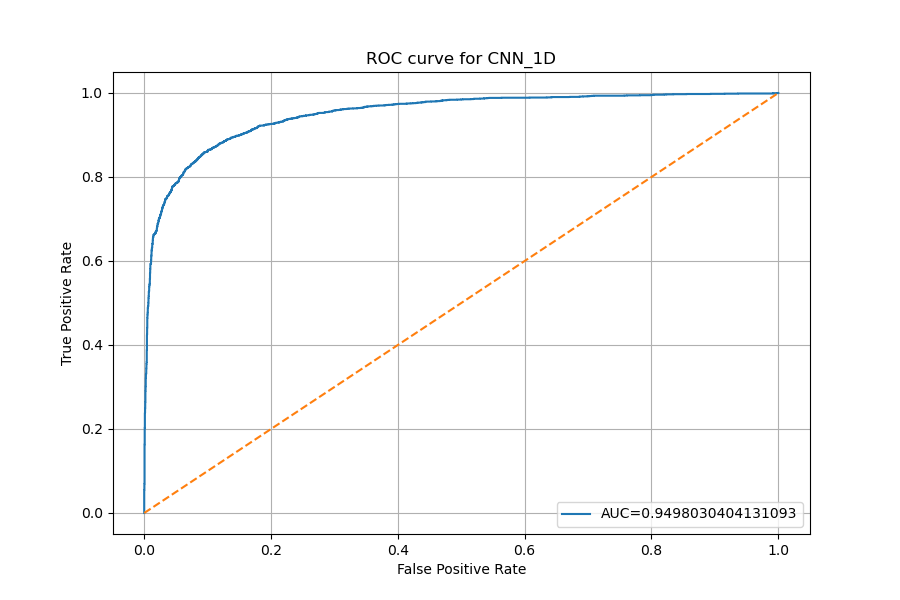 ROC curve for CNN_1D
True Positive Rate
1.0
0.8
0.6
0.4
0.2
0.0
AUC=0.9498030404131093
0.0 0.2 0.4 0.6 0.8 1.0
False Positive Rate